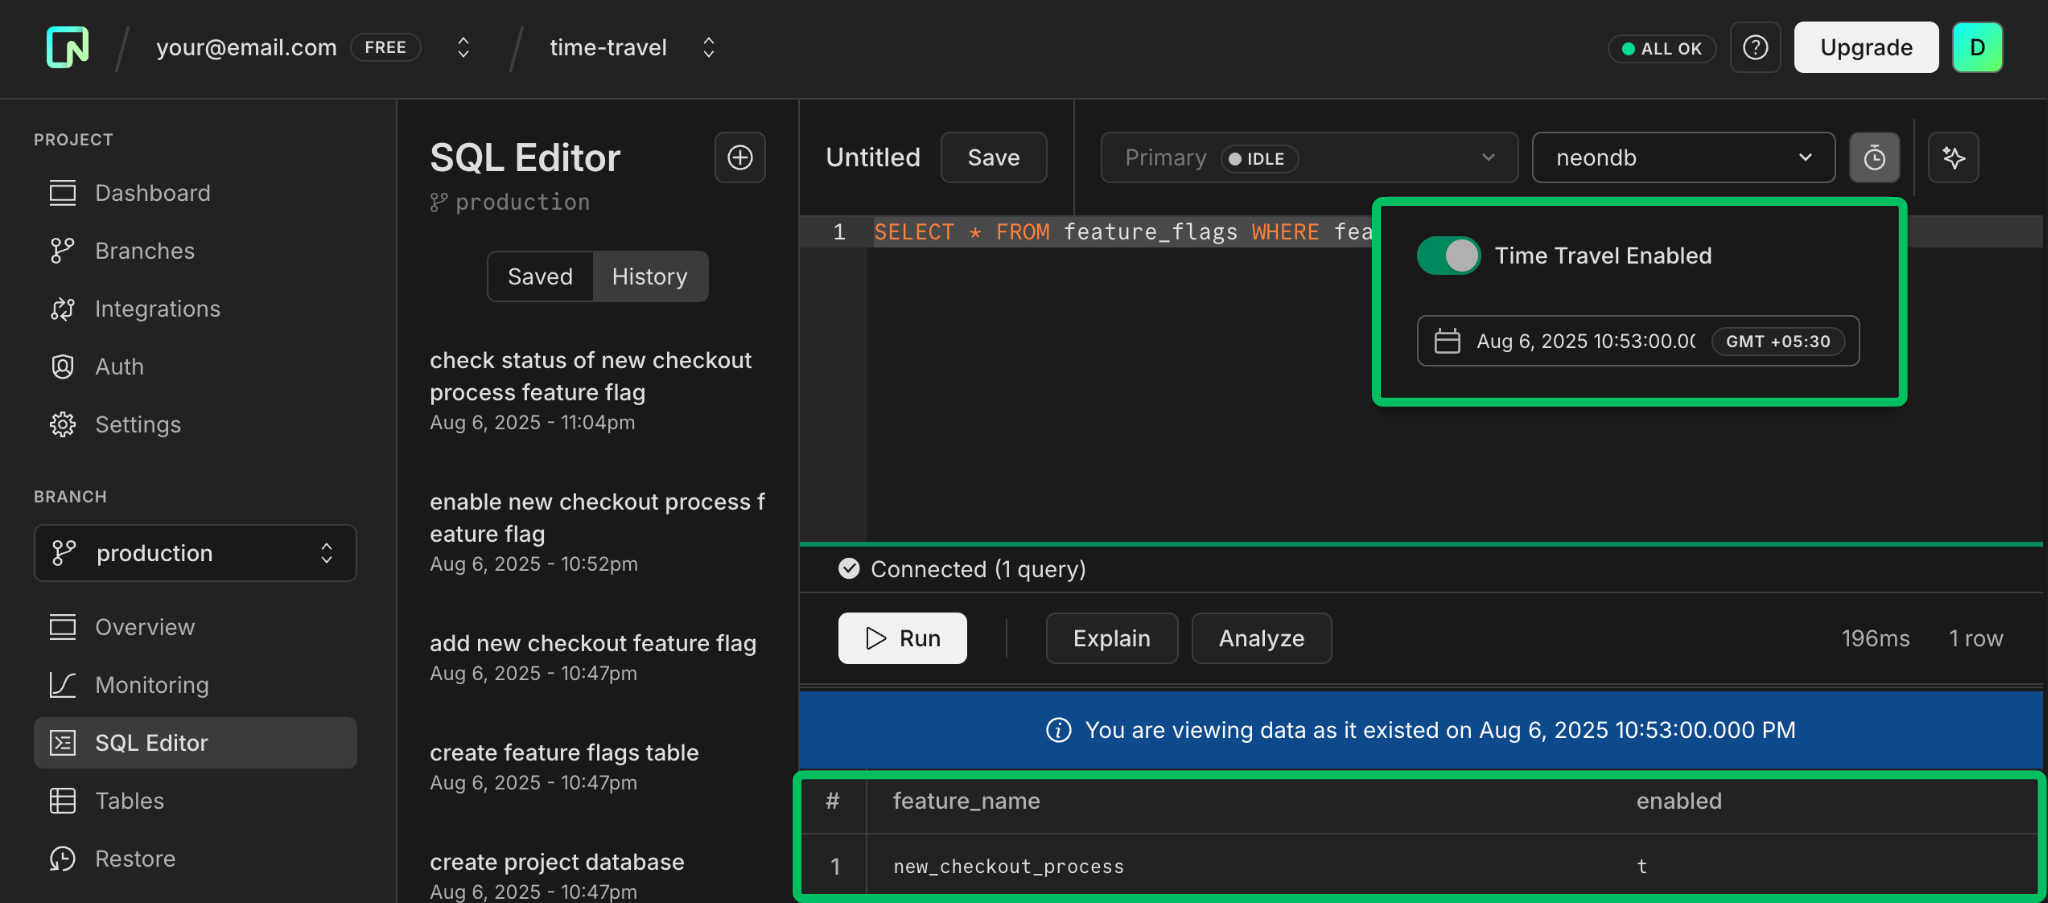 your@email.com FREE
time-travel
ALL OK
Upgrade
D
PROJECT
Dashboard
Branches
Integrations
Auth
Settings
BRANCH
production
Overview
Monitoring
SQL Editor
Tables
Restore
SQL Editor
production
Saved
History
check status of new checkout
process feature flag
Aug 6, 2025 - 11:04pm
enable new checkout process f
eature flag
Aug 6, 2025 - 10:52pm
add new checkout feature flag
Aug 6, 2025 - 10:47pm
create feature flags table
Aug 6, 2025 - 10:47pm
create project database
Aug 6, 2025 - 10:47pm
Untitled
Save
Primary IDLE
neondb
1 SELECT * FROM feature_flags WHERE fea
Time Travel Enabled
Aug 6, 2025 10:53:00.00 GMT +05:30
Connected (1 query)
Run
Explain
Analyze
196ms 1 row
You are viewing data as it existed on Aug 6, 2025 10:53:00.000 PM
# feature_name enabled
1 new_checkout_process t